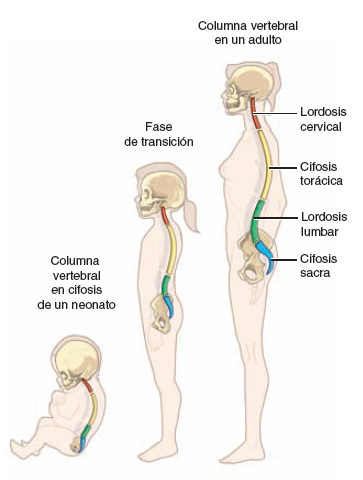 Columna vertebral
en un adulto
Lordosis
cervical
Fase
de transición
Cifosis
torácica
Lordosis
lumbar
Columna
vertebral
en cifosis
de un neonato
Cifosis
sacra